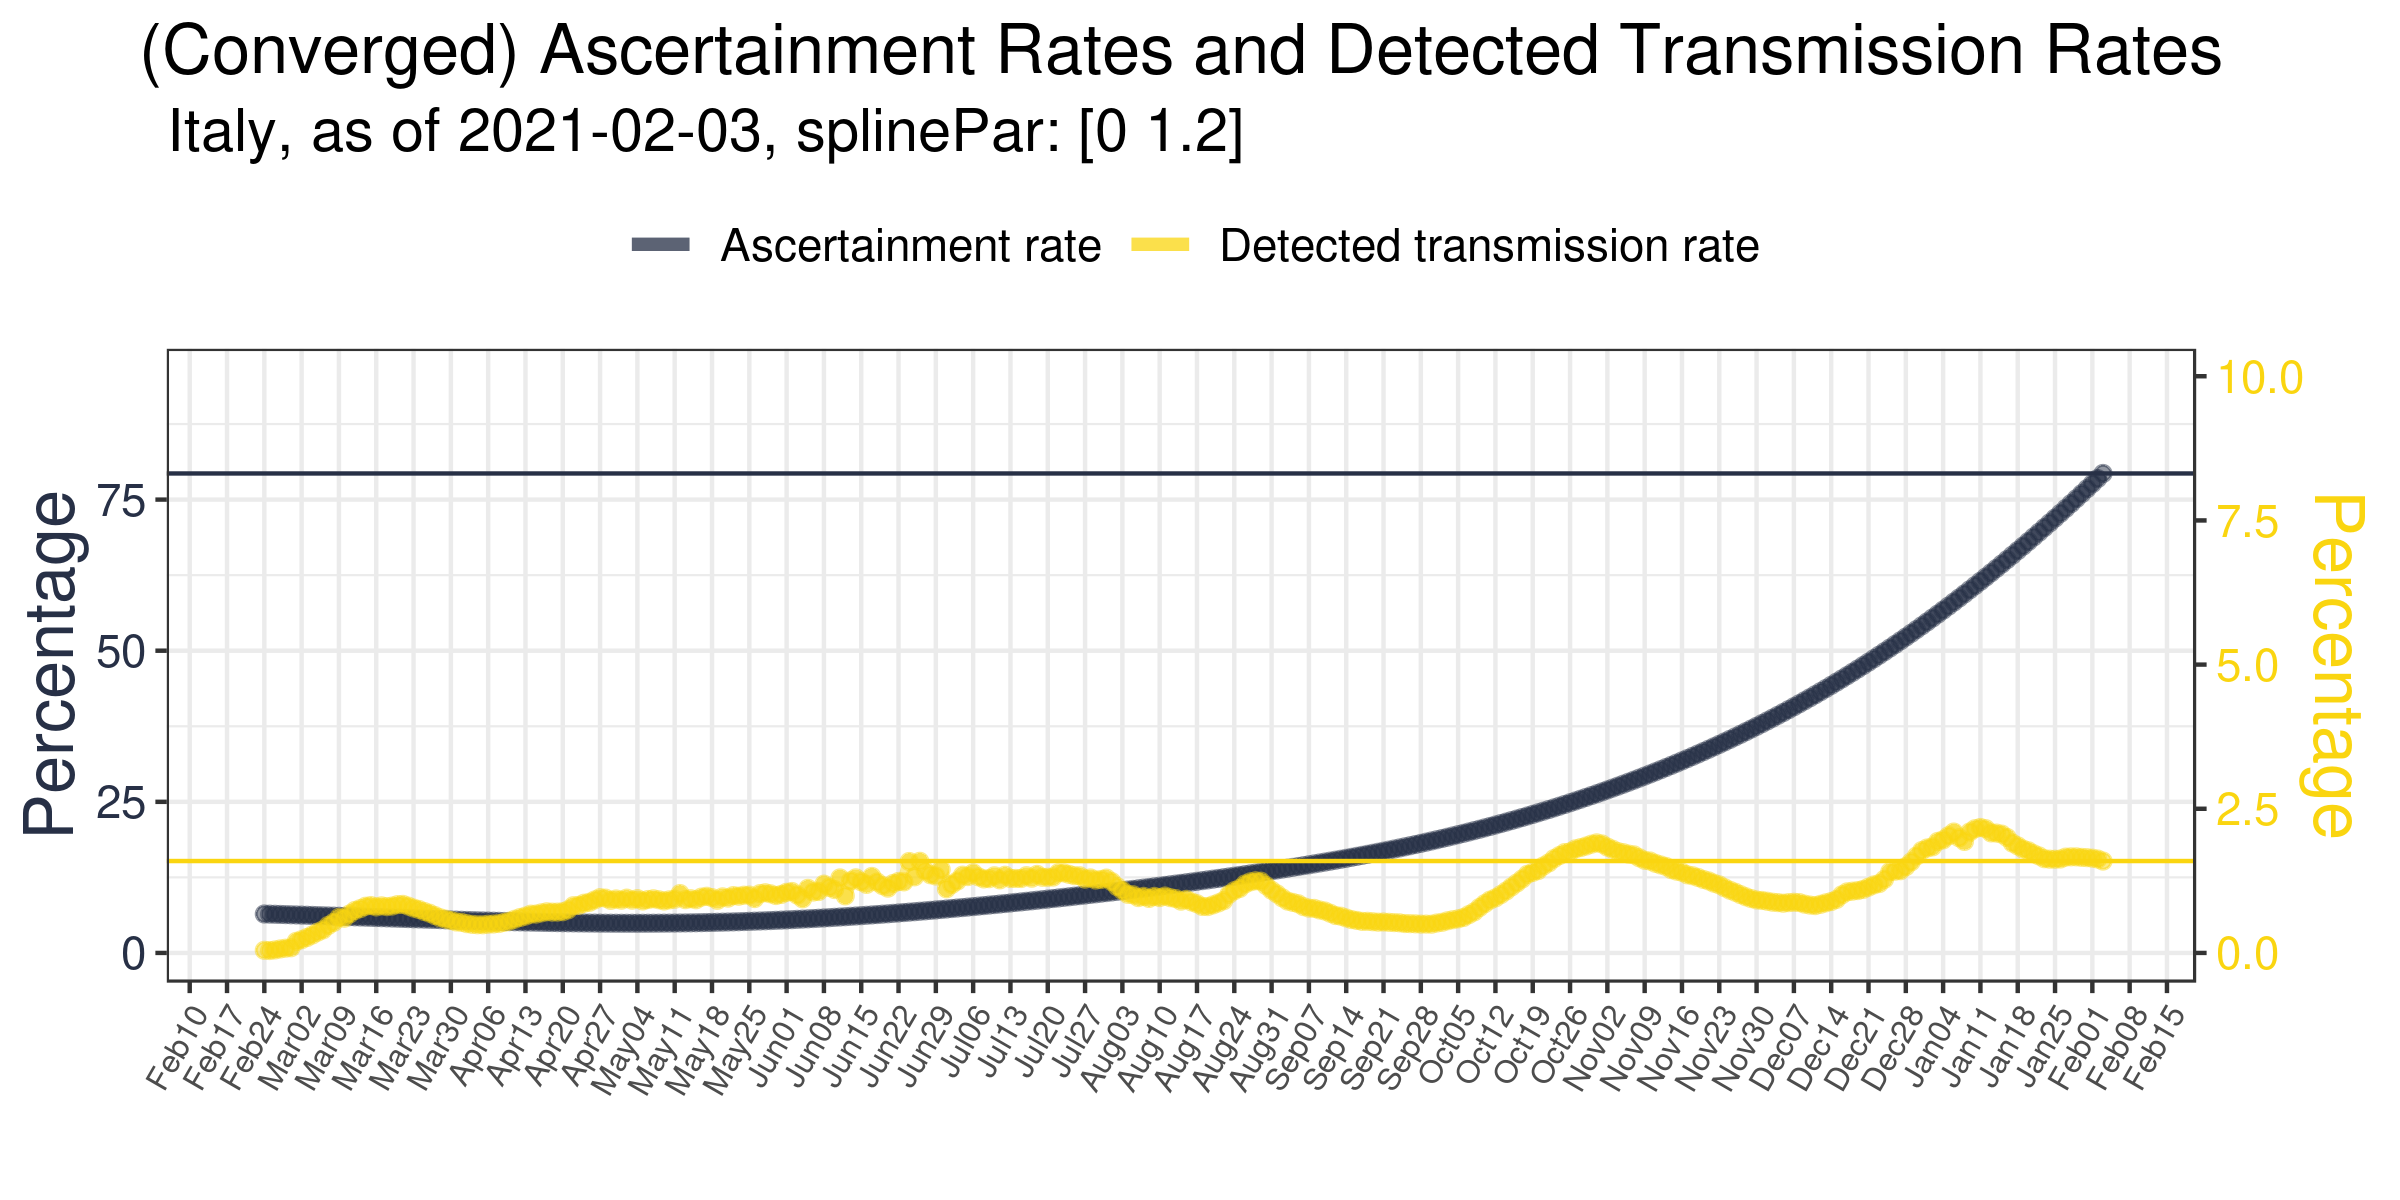 (Converged) Ascertainment Rates and Detected Transmission Rates
Italy, as of 2021-02-03, splinePar: [0 1.2]
Ascertainment rate Detected transmission rate
Percentage
75
50
25
0
10.0
7.5
5.0
2.5
0.0
Percentage
Feb10 Feb17 Feb24 Mar02 Mar09 Mar16 Mar23 Mar30 Apr06 Apr13 Apr20 Apr27 May04 May11 May18 May25 Jun01 Jun08 Jun15 Jun22 Jun29 Jul06 Jul13 Jul20 Jul27 Aug03 Aug10 Aug17 Aug24 Aug31 Sep07 Sep14 Sep21 Sep28 Oct05 Oct12 Oct19 Oct26 Nov02 Nov09 Nov16 Nov23 Nov30 Dec07 Dec14 Dec21 Dec28 Jan04 Jan11 Jan18 Jan25 Feb01 Feb08 Feb15